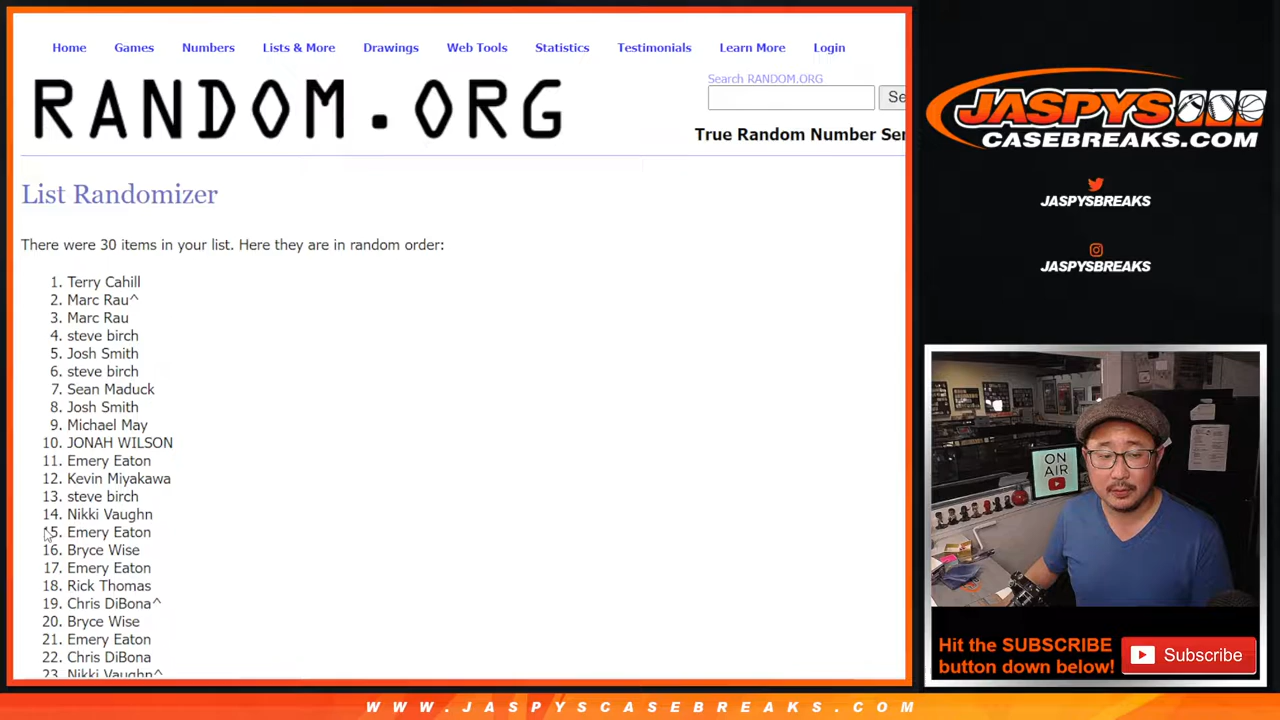 Home Games Numbers Lists & More Drawings Web Tools Statistics Testimonials Learn More Login
RANDOM.ORG
Search RANDOM.ORG
Se
True Random Number Ser
List Randomizer
There were 30 items in your list. Here they are in random order:
1. Terry Cahill
2. Marc Rau^
3. Marc Rau
4. steve birch
5. Josh Smith
6. steve birch
7. Sean Maduck
8. Josh Smith
9. Michael May
10. JONAH WILSON
11. Emery Eaton
12. Kevin Miyakawa
13. steve birch
14. Nikki Vaughn
15. Emery Eaton
16. Bryce Wise
17. Emery Eaton
18. Rick Thomas
19. Chris DiBona^
20. Bryce Wise
21. Emery Eaton
22. Chris DiBona
23. Nikki Vaughn^
JASPYS
CASEBREAKS.COM
JASPYSBREAKS
JASPYSBREAKS
ON
AIR
Hit the SUBSCRIBE
button down below!
Subscribe
WWW.JASPYSCASEBREAKS.COM